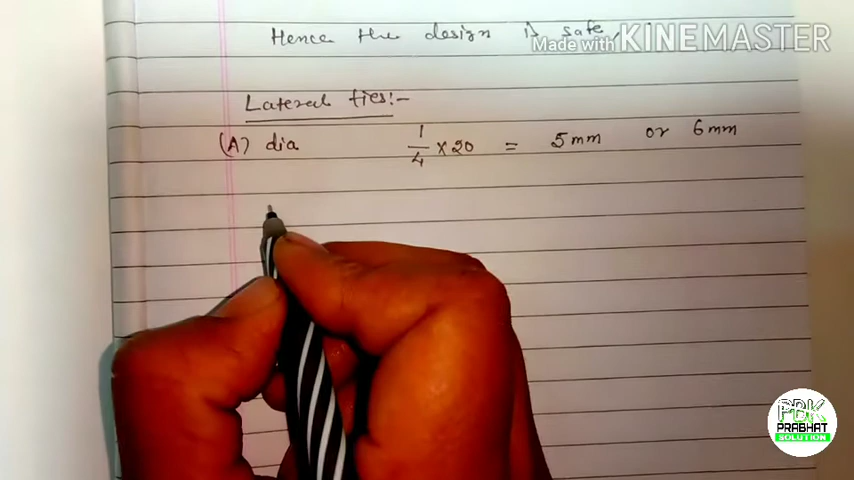 Hence the design is safe,
Made with KINEMASTER
Lateral ties:-
(A) dia 1/4 × 20 = 5mm or 6mm
PBK
PRABHAT
SOLUTION